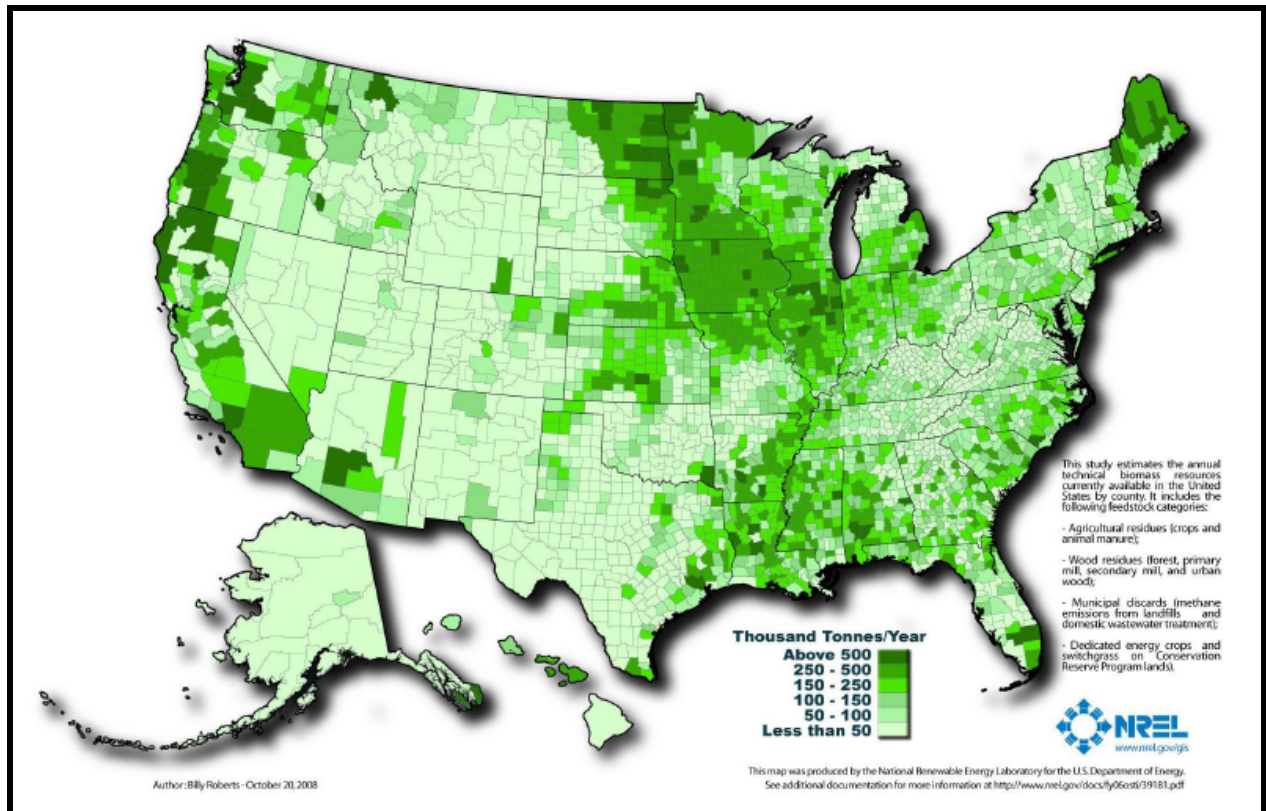 This study estimates the annual
technical biomass resources
currently available in the United
States by county. It includes the
following feedstock categories:
- Agricultural residues (crops and
animal manure);
- Wood residues (forest, primary
mill, secondary mill, and urban
wood);
- Municipal discards (methane
emissions from landfills and
domestic wastewater treatment);
- Dedicated energy crops and
switchgrass on Conservation
Reserve Program lands).
Thousand Tonnes/Year
Above 500
250 - 500
150 - 250
100 - 150
50 - 100
Less than 50
NREL
www.nrel.gov/gis
Author: Billy Roberts - October 20, 2008
This map was produced by the National Renewable Energy Laboratory for the U.S. Department of Energy.
See additional documentation for more information at http://www.nrel.gov/docs/fy06osti/39181.pdf